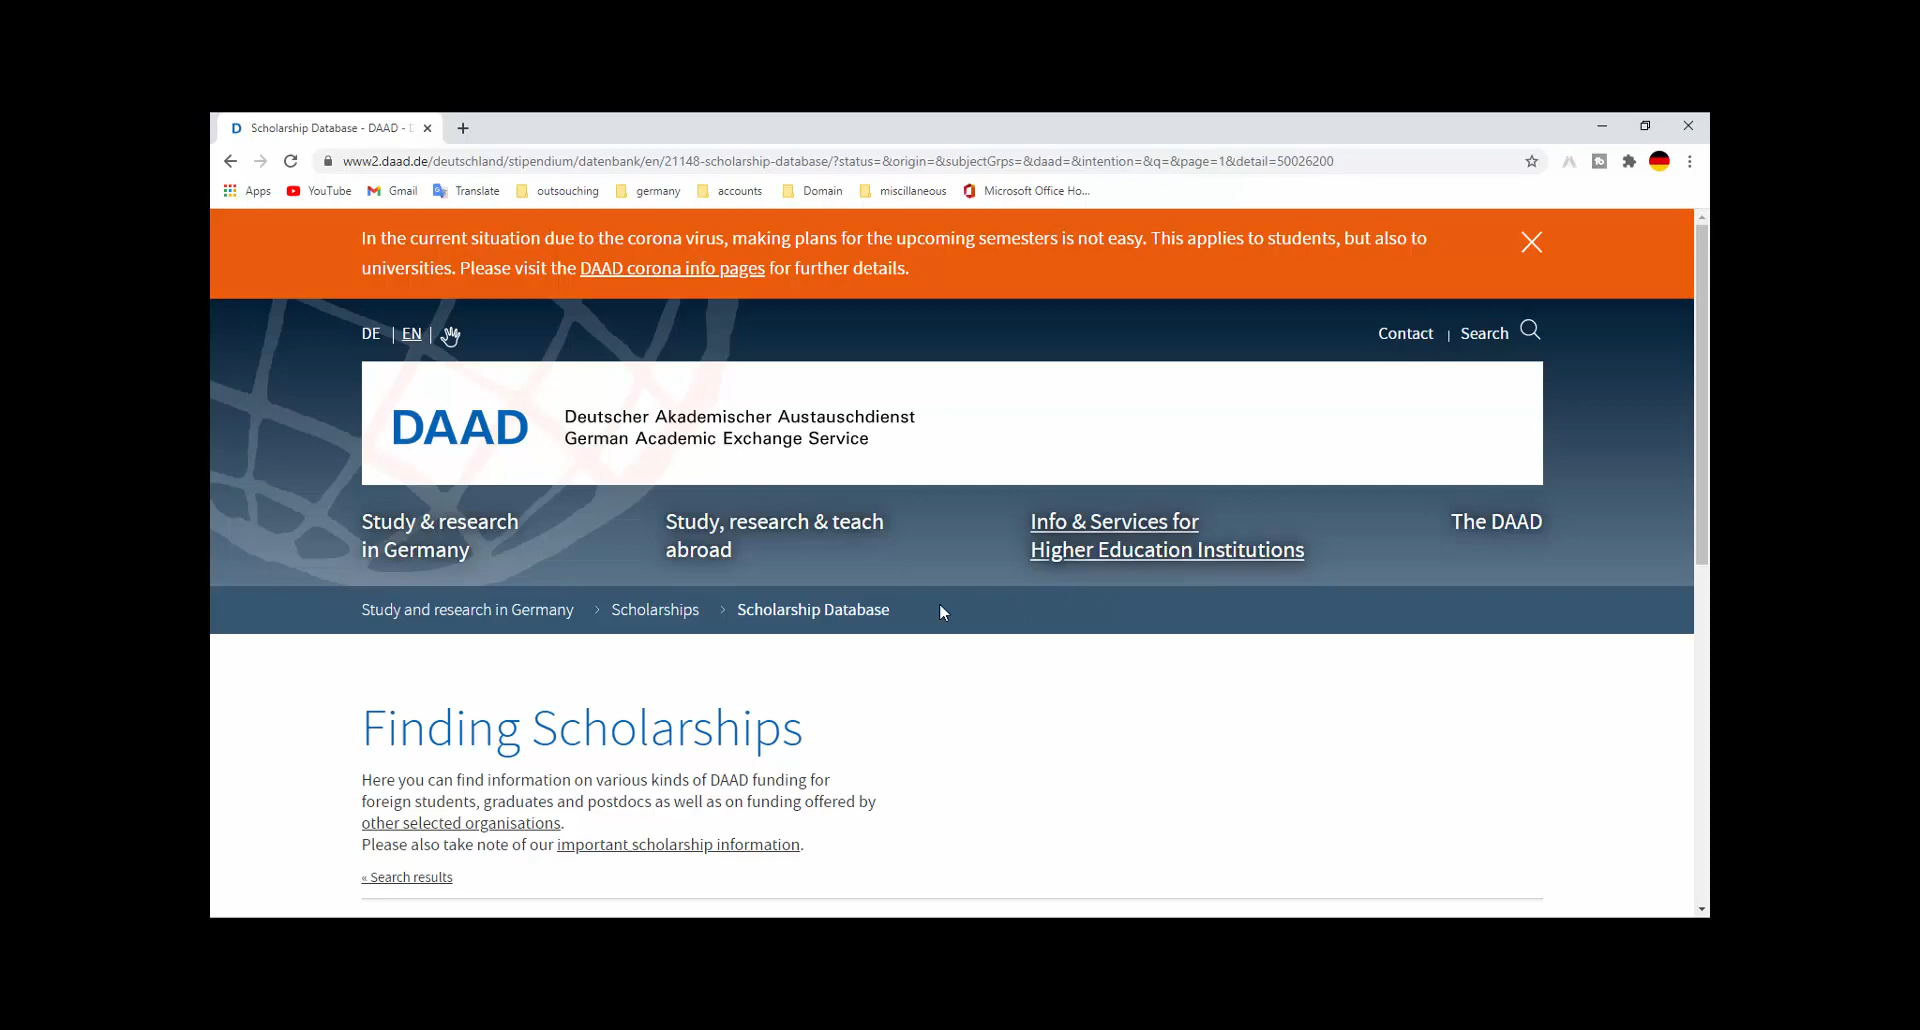 D Scholarship Database - DAAD -
www2.daad.de/deutschland/stipendium/datenbank/en/21148-scholarship-database/?status=&origin=&subjectGrps=&daad=&intention=&q=&page=1&detail=50026200
Apps YouTube Gmail Translate outsouching germany accounts Domain miscillaneous Microsoft Office Ho...
In the current situation due to the corona virus, making plans for the upcoming semesters is not easy. This applies to students, but also to
universities. Please visit the DAAD corona info pages for further details.
DE | EN |
Contact | Search
DAAD
Deutscher Akademischer Austauschdienst
German Academic Exchange Service
Study & research
in Germany
Study, research & teach
abroad
Info & Services for
Higher Education Institutions
The DAAD
Study and research in Germany > Scholarships > Scholarship Database
Finding Scholarships
Here you can find information on various kinds of DAAD funding for
foreign students, graduates and postdocs as well as on funding offered by
other selected organisations.
Please also take note of our important scholarship information.
« Search results